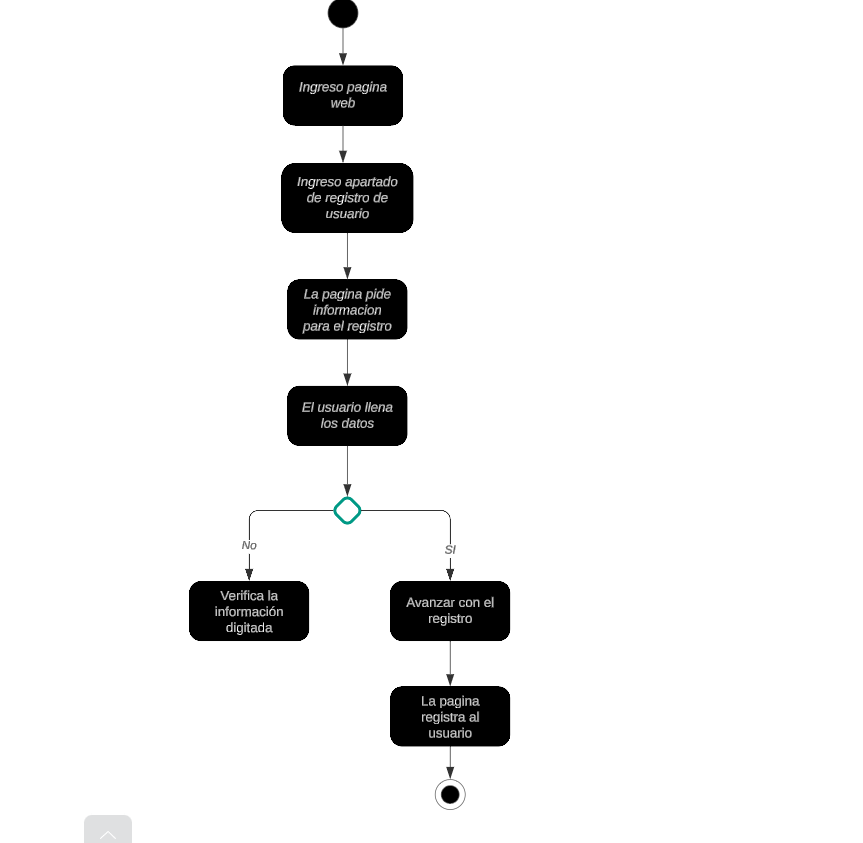 Ingreso pagina
web
Ingreso apartado
de registro de
usuario
La pagina pide
informacion
para el registro
El usuario llena
los datos
No
SI
Verifica la
información
digitada
Avanzar con el
registro
La pagina
registra al
usuario